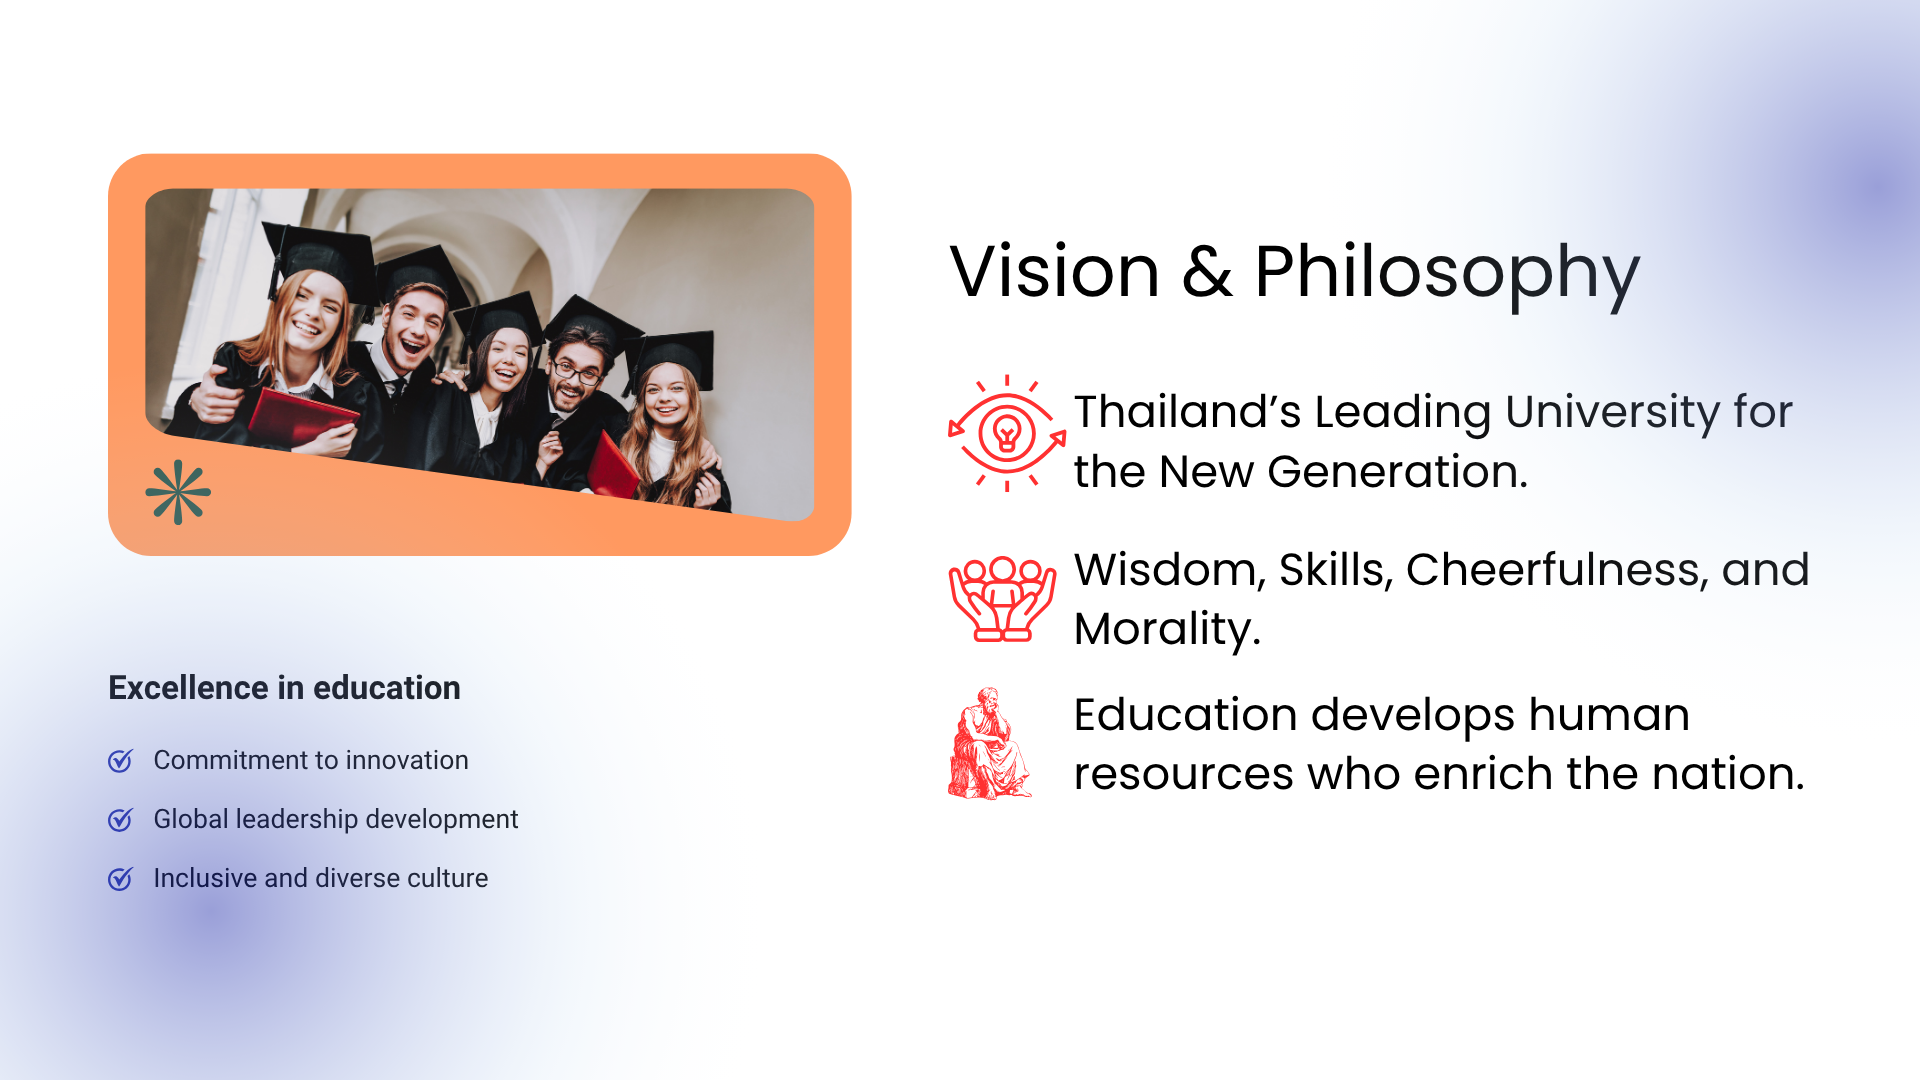 Vision & Philosophy
Thailand’s Leading University for
the New Generation.
Wisdom, Skills, Cheerfulness, and
Morality.
Education develops human
resources who enrich the nation.
Excellence in education
Commitment to innovation
Global leadership development
Inclusive and diverse culture